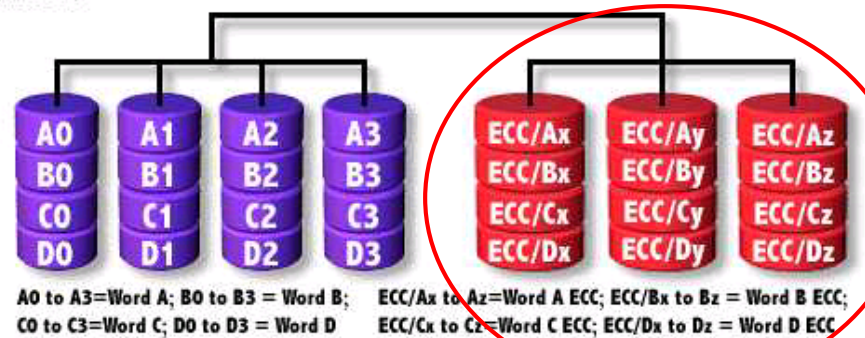 A0 A1 A2 A3 ECC/Ax ECC/Ay ECC/Az
B0 B1 B2 B3 ECC/Bx ECC/By ECC/Bz
C0 C1 C2 C3 ECC/Cx ECC/Cy ECC/Cz
D0 D1 D2 D3 ECC/Dx ECC/Dy ECC/Dz
A0 to A3=Word A; B0 to B3 = Word B; ECC/Ax to Az=Word A ECC; ECC/Bx to Bz = Word B ECC;
C0 to C3=Word C; D0 to D3 = Word D ECC/Cx to Cz=Word C ECC; ECC/Dx to Dz = Word D ECC